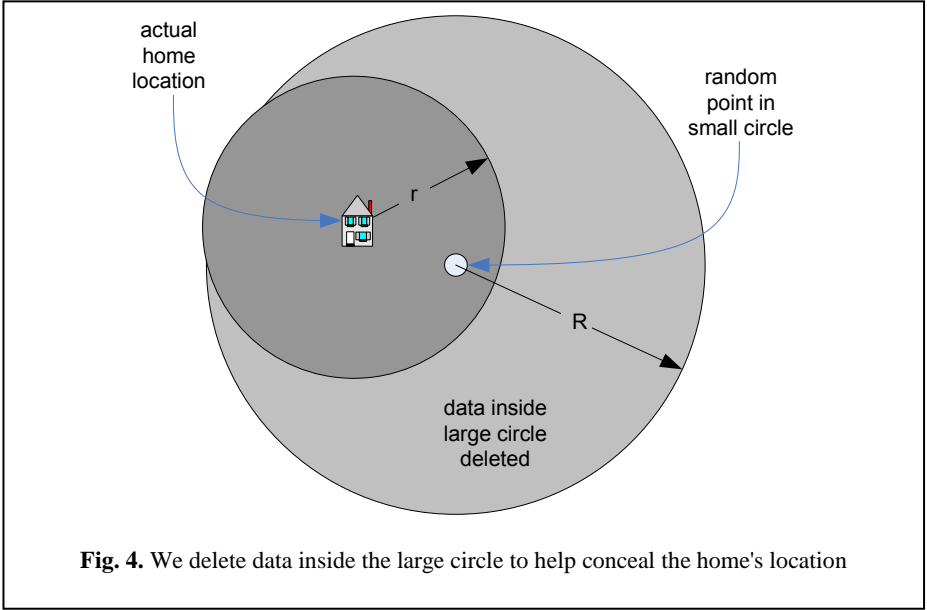 actual
home
location
random
point in
small circle
r
R
data inside
large circle
deleted
Fig. 4. We delete data inside the large circle to help conceal the home's location